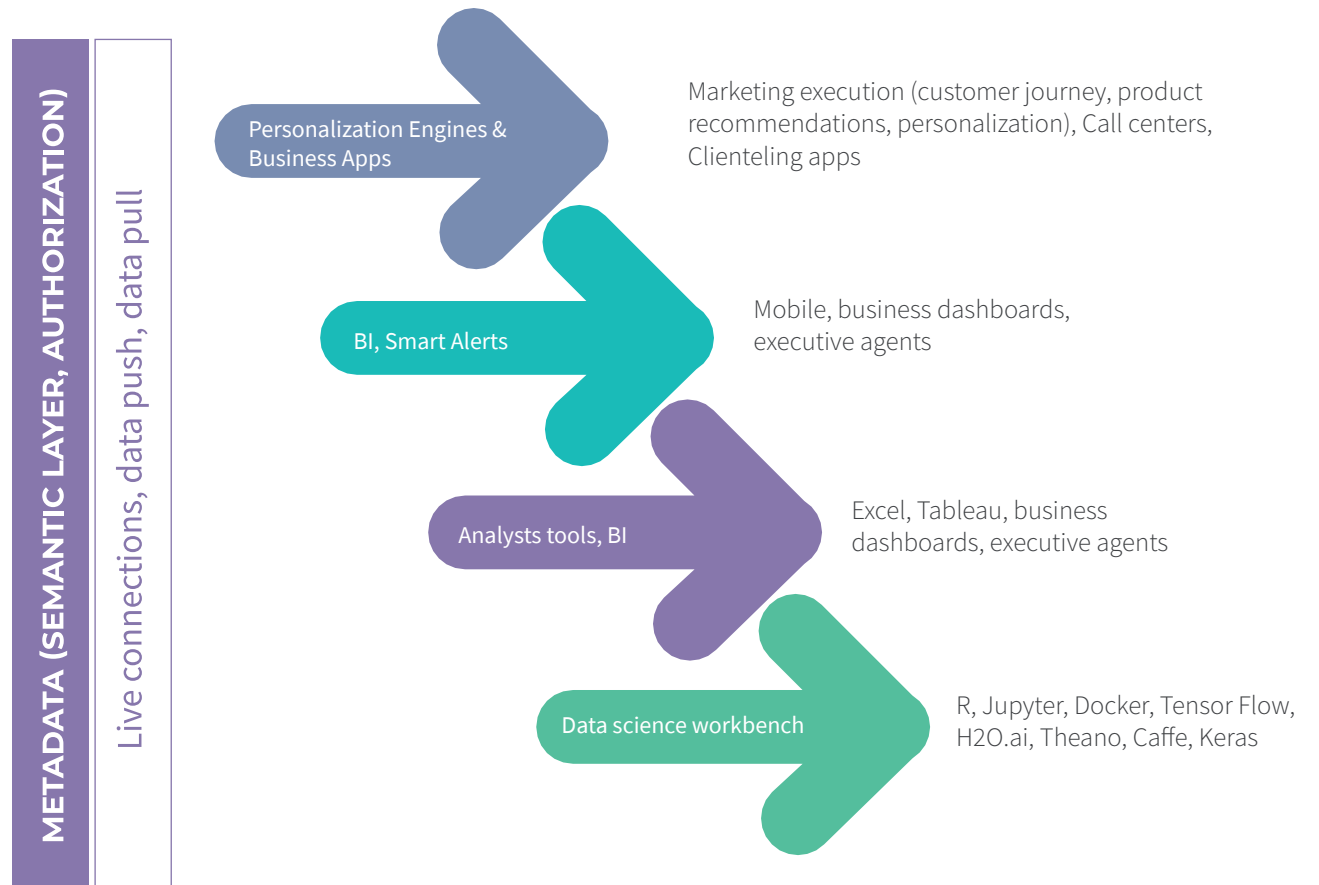 METADATA (SEMANTIC LAYER, AUTHORIZATION)
Live connections, data push, data pull
Personalization Engines &
Business Apps
Marketing execution (customer journey, product
recommendations, personalization), Call centers,
Clienteling apps
BI, Smart Alerts
Mobile, business dashboards,
executive agents
Analysts tools, BI
Excel, Tableau, business
dashboards, executive agents
Data science workbench
R, Jupyter, Docker, Tensor Flow,
H2O.ai, Theano, Caffe, Keras